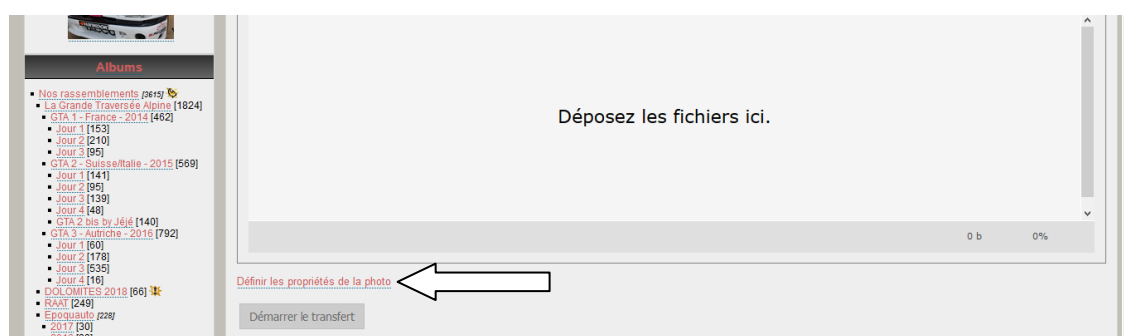 Albums
Nos rassemblements [3615]
La Grande Traversée Alpine [1824]
GTA 1 - France - 2014 [462]
Jour 1 [153]
Jour 2 [210]
Jour 3 [95]
GTA 2 - Suisse/Italie - 2015 [569]
Jour 1 [141]
Jour 2 [95]
Jour 3 [139]
Jour 4 [48]
GTA 2 bis by Jéjé [140]
GTA 3 - Autriche - 2016 [792]
Jour 1 [60]
Jour 2 [178]
Jour 3 [535]
Jour 4 [16]
DOLOMITES 2018 [66]
RAAT [249]
Epoquauto [228]
2017 [30]
Déposez les fichiers ici.
0 b 0%
Définir les propriétés de la photo
Démarrer le transfert